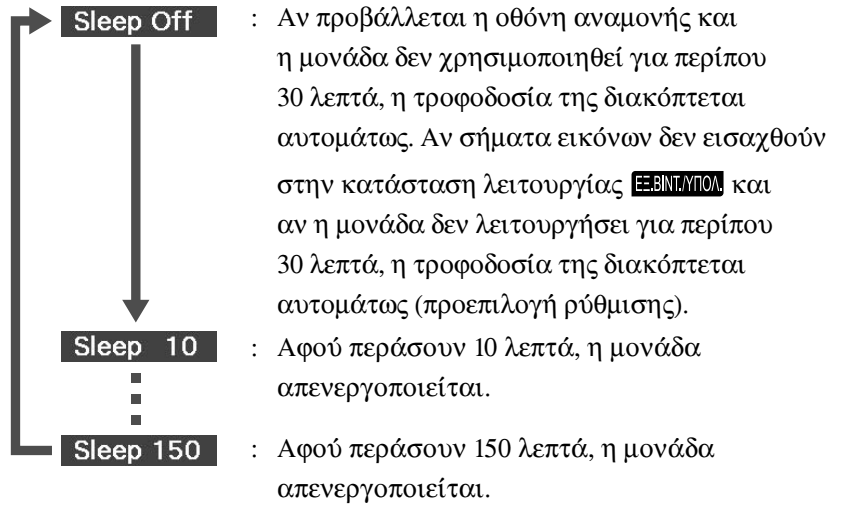 Sleep Off : Αν προβάλλεται η οθόνη αναμονής και
η μονάδα δεν χρησιμοποιηθεί για περίπου
30 λεπτά, η τροφοδοσία της διακόπτεται
αυτομάτως. Αν σήματα εικόνων δεν εισαχθούν
στην κατάσταση λειτουργίας ΕΞ.ΒΙΝΤ./ΥΠΟΛ. και
αν η μονάδα δεν λειτουργήσει για περίπου
30 λεπτά, η τροφοδοσία της διακόπτεται
αυτομάτως (προεπιλογή ρύθμισης).
Sleep 10 : Αφού περάσουν 10 λεπτά, η μονάδα
απενεργοποιείται.
Sleep 150 : Αφού περάσουν 150 λεπτά, η μονάδα
απενεργοποιείται.